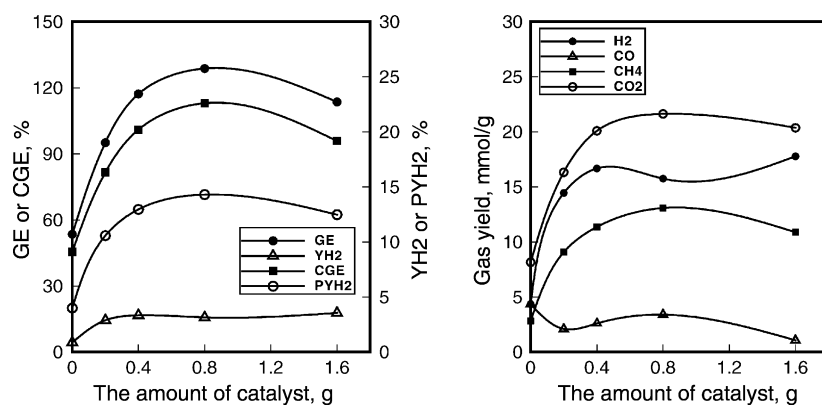 150
120
90
60
30
0
GE or CGE, %
30
25
20
15
10
5
0
YH2 or PYH2, %
GE
YH2
CGE
PYH2
0 0.4 0.8 1.2 1.6
The amount of catalyst, g
30
25
20
15
10
5
0
Gas yield, mmol/g
H2
CO
CH4
CO2
0 0.4 0.8 1.2 1.6
The amount of catalyst, g